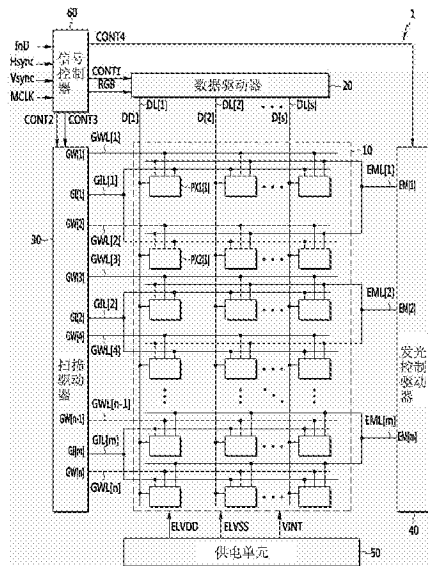 60
1
ImD
Hsync
Vsync
MCLK
信号控制器
CONT4
CONT1
RGB
数据驱动器
20
CONT2
CONT3
DL[1]
DL[2]
DL[s]
D[1]
D[2]
D[s]
10
GW[1]
GWL[1]
GI[1]
GIL[1]
PX1[1]
EML[1]
EM[1]
30
GW[2]
GWL[2]
PX2[1]
GW[3]
GWL[3]
GI[2]
GIL[2]
EML[2]
EM[2]
GW[4]
GWL[4]
扫描驱动器
发光控制驱动器
GW[n-1]
GWL[n-1]
GI[m]
GIL[m]
EML[m]
EM[m]
GW[n]
GWL[n]
ELVDD
ELVSS
VINT
40
供电单元
50